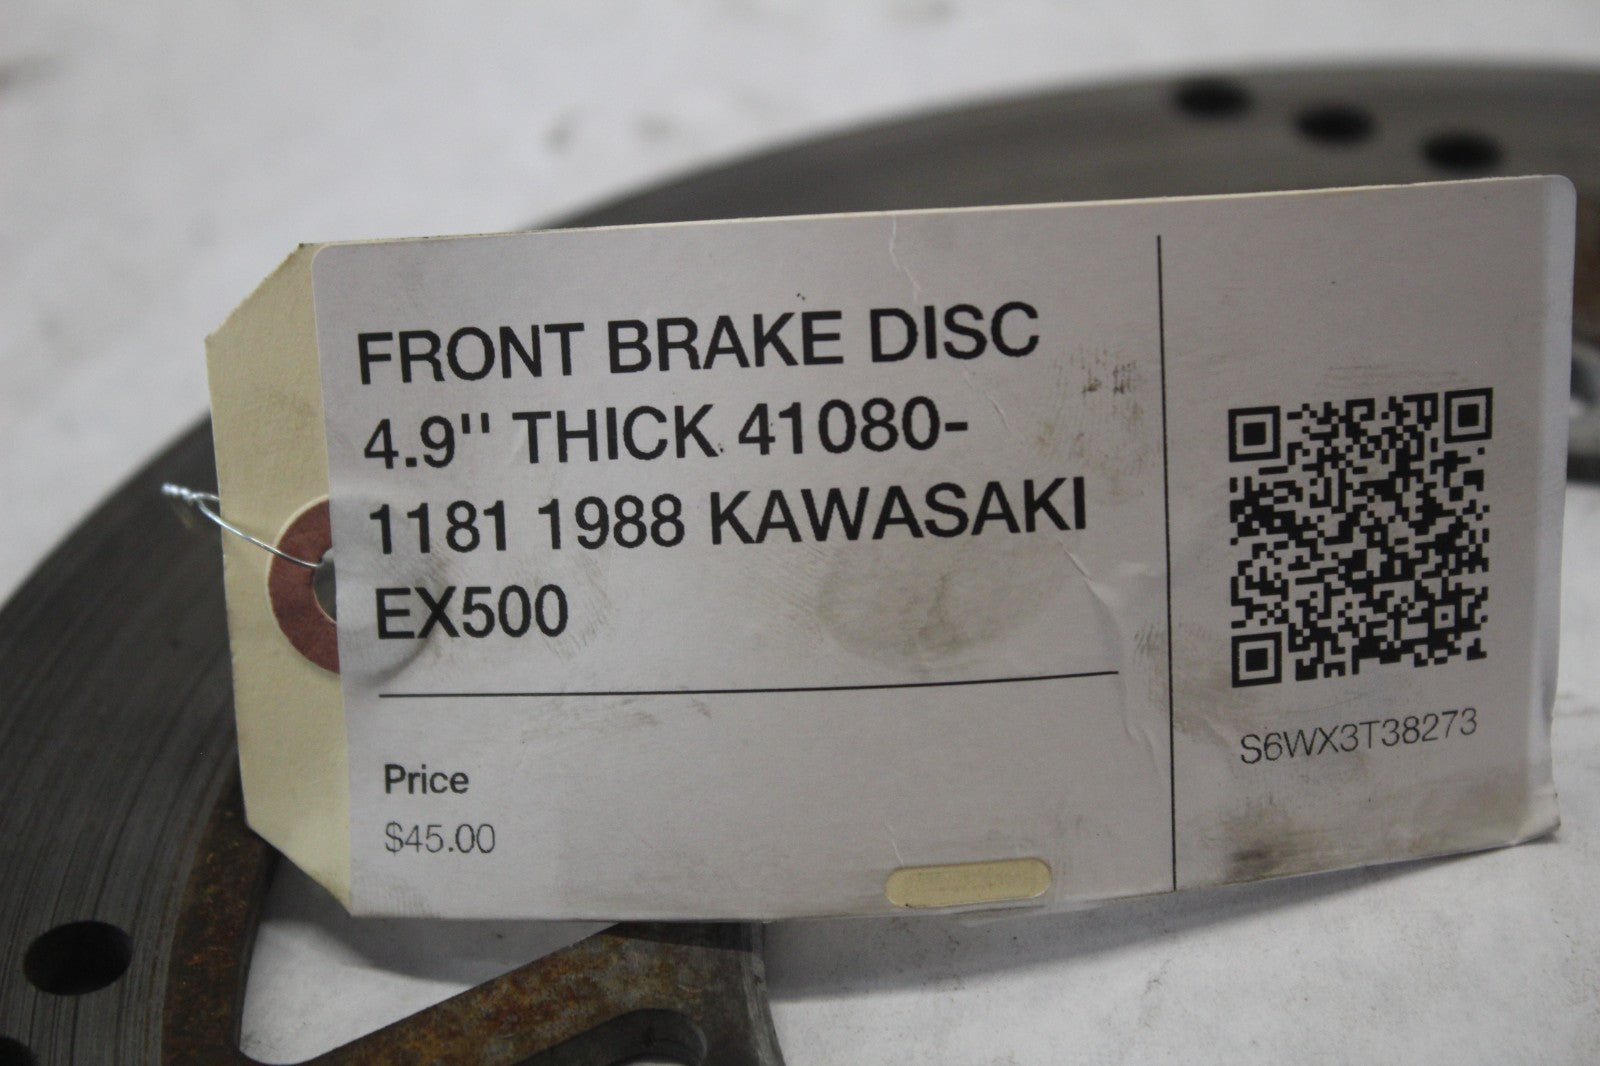 FRONT BRAKE DISC
4.9'' THICK 41080-
1181 1988 KAWASAKI
EX500
Price
$45.00
S6WX3T38273